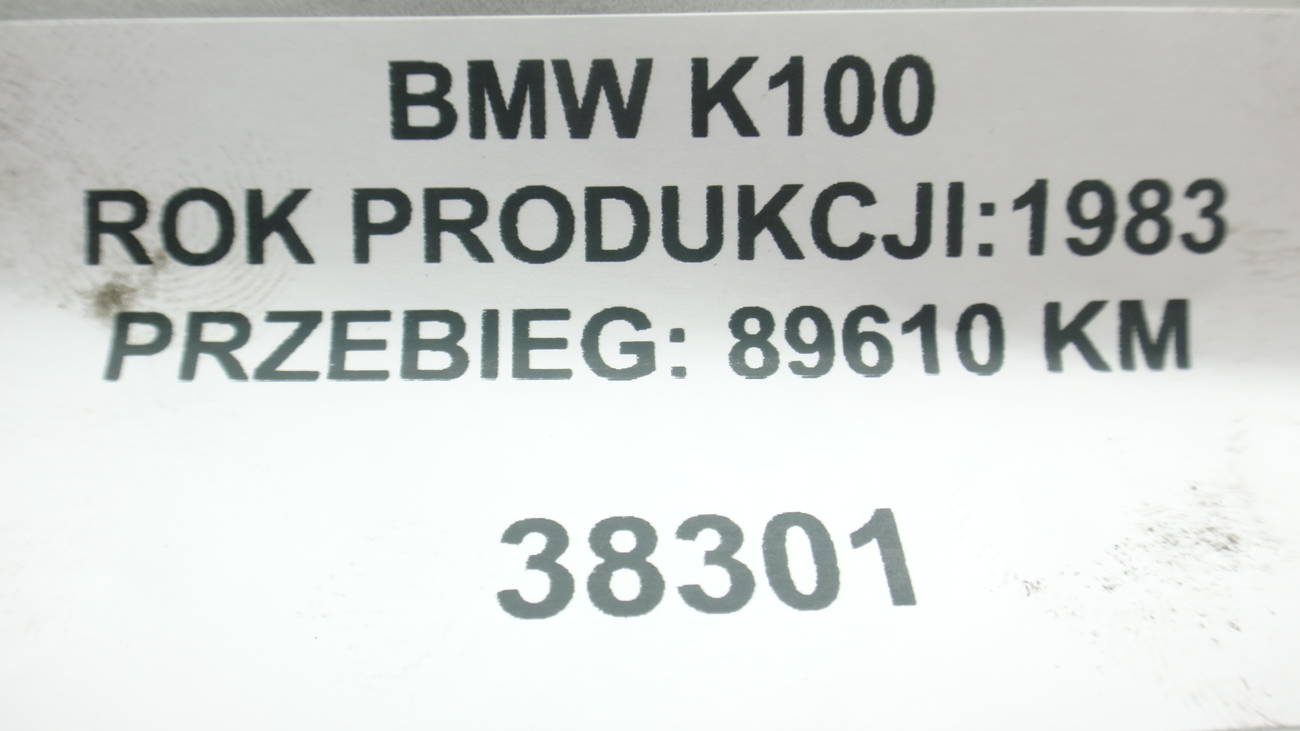 BMW K100
ROK PRODUKCJI:1983
PRZEBIEG: 89610 KM
38301